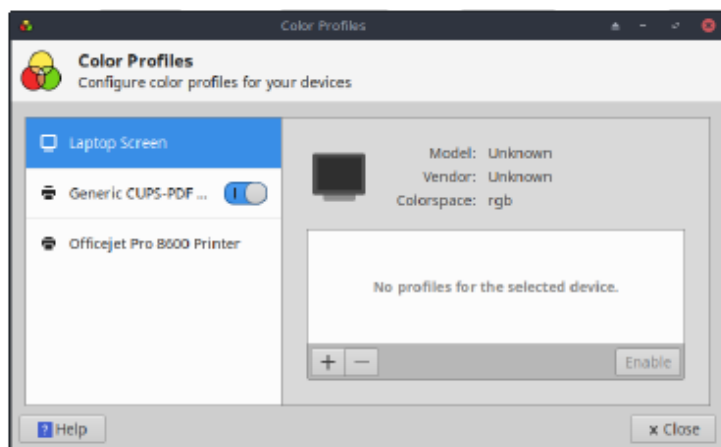 Color Profiles
Color Profiles
Configure color profiles for your devices
Laptop Screen
Generic CUPS-PDF ...
Officejet Pro 8600 Printer
Model: Unknown
Vendor: Unknown
Colorspace: rgb
No profiles for the selected device.
+ −
Enable
? Help
x Close